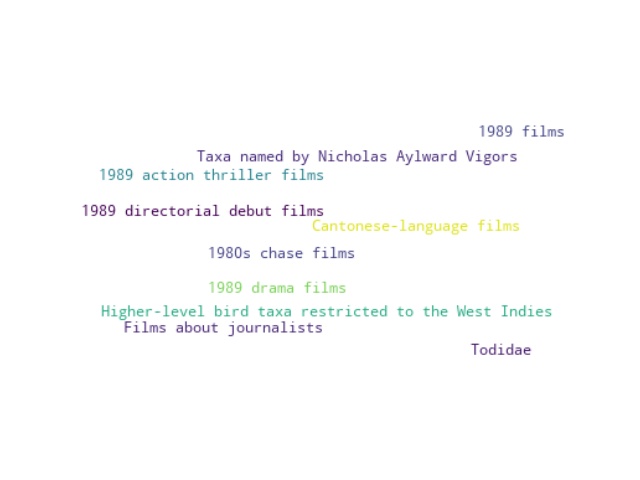 1989 films
Taxa named by Nicholas Aylward Vigors
1989 action thriller films
1989 directorial debut films
Cantonese-language films
1980s chase films
1989 drama films
Higher-level bird taxa restricted to the West Indies
Films about journalists
Todidae